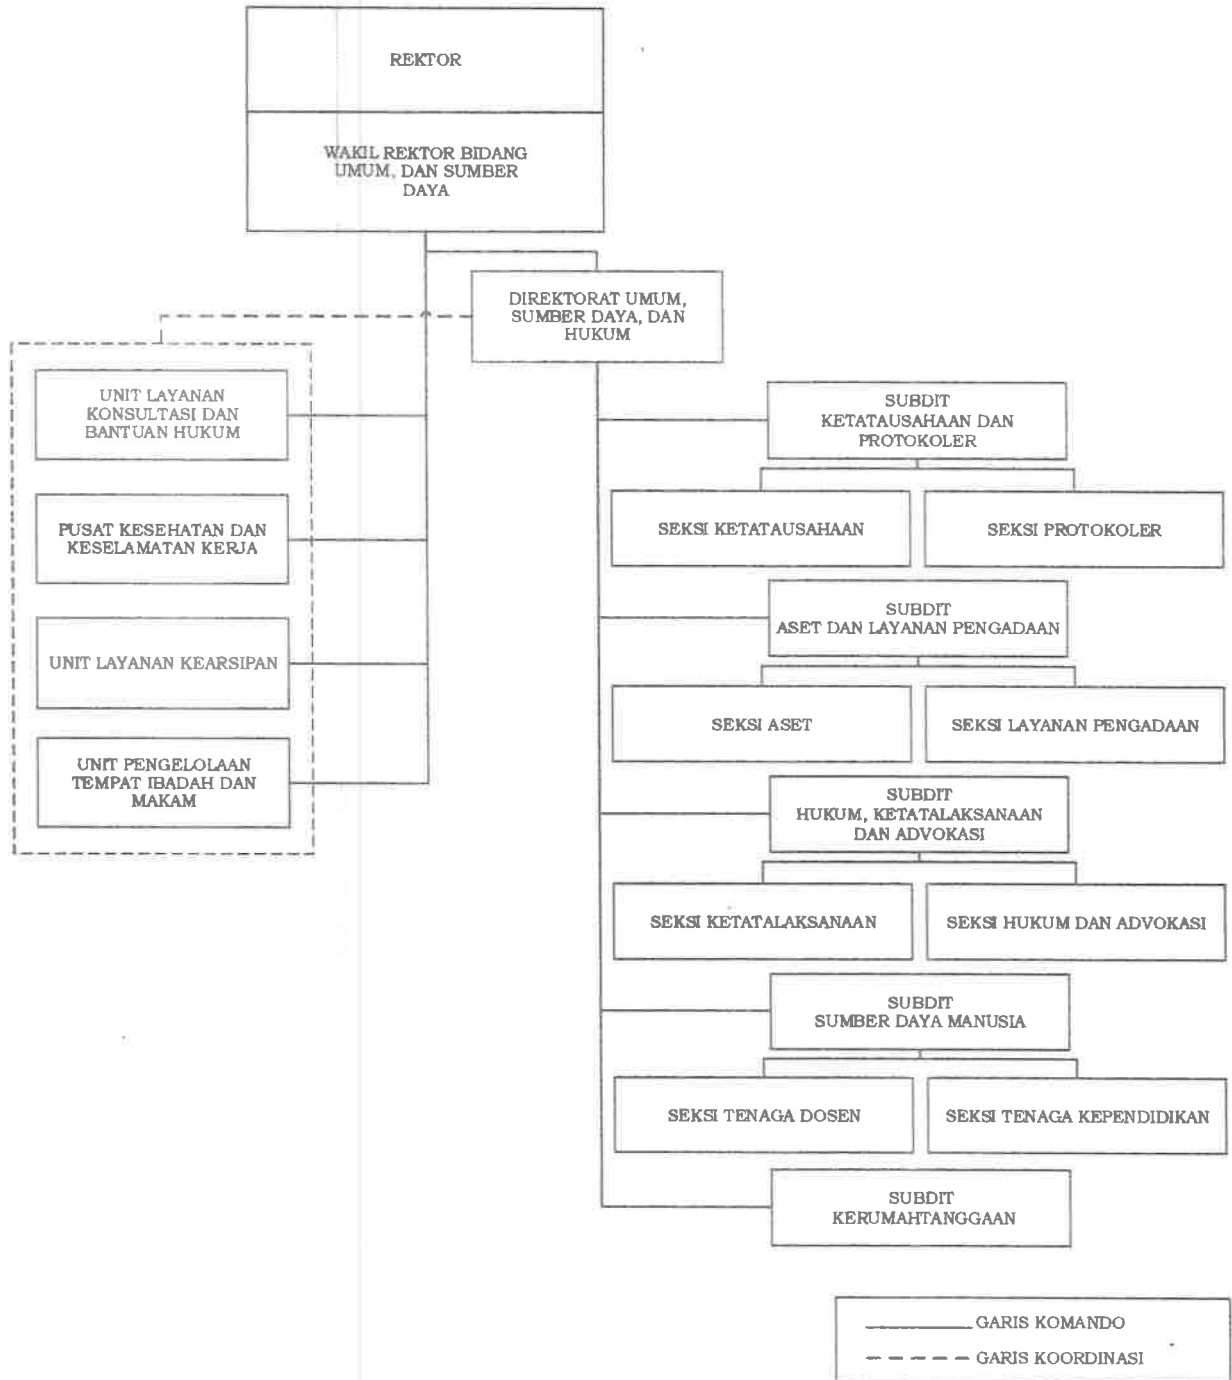 REKTOR
WAKIL REKTOR BIDANG
UMUM, DAN SUMBER
DAYA
DIREKTORAT UMUM,
SUMBER DAYA, DAN
HUKUM
UNIT LAYANAN
KONSULTASI DAN
BANTUAN HUKUM
PUSAT KESEHATAN DAN
KESELAMATAN KERJA
UNIT LAYANAN KEARSIPAN
UNIT PENGELOLAAN
TEMPAT IBADAH DAN
MAKAM
SUBDIT
KETATAUSAHAAN DAN
PROTOKOLER
SEKSI KETATAUSAHAAN
SEKSI PROTOKOLER
SUBDIT
ASET DAN LAYANAN PENGADAAN
SEKSI ASET
SEKSI LAYANAN PENGADAAN
SUBDIT
HUKUM, KETATALAKSANAAN
DAN ADVOKASI
SEKSI KETATALAKSANAAN
SEKSI HUKUM DAN ADVOKASI
SUBDIT
SUMBER DAYA MANUSIA
SEKSI TENAGA DOSEN
SEKSI TENAGA KEPENDIDIKAN
SUBDIT
KERUMAHTANGGAAN
GARIS KOMANDO
GARIS KOORDINASI